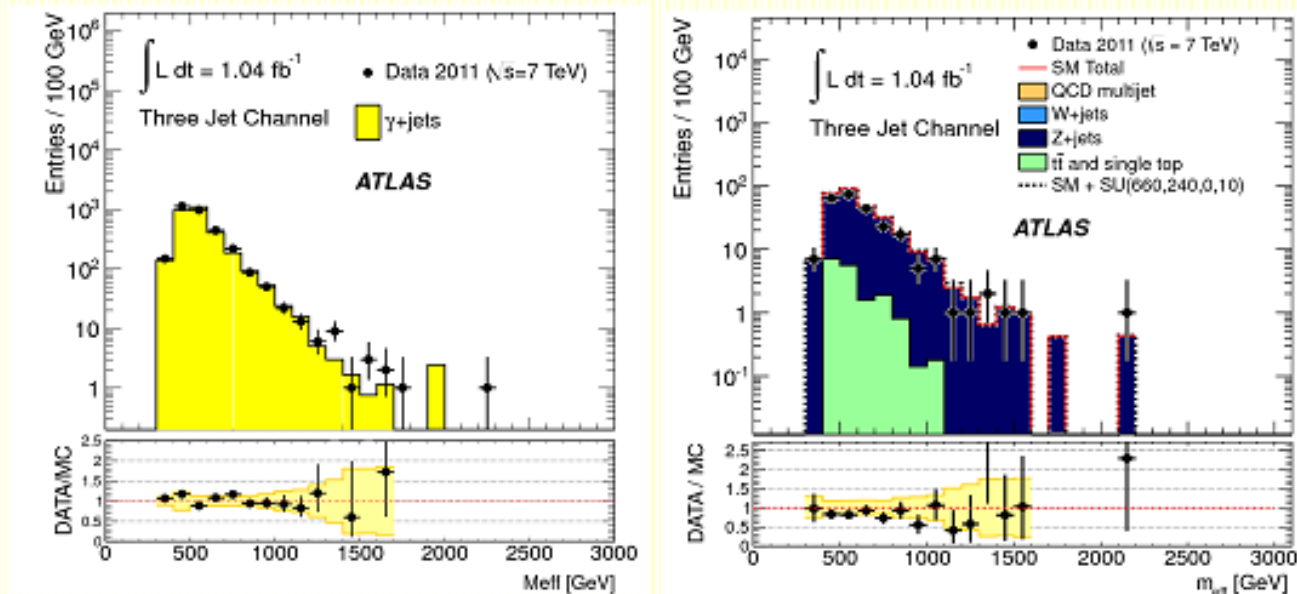 Entries / 100 GeV
10⁶
10⁵
10⁴
10³
10²
10
1
∫ L dt = 1.04 fb⁻¹
Data 2011 (√s=7 TeV)
Three Jet Channel
γ+jets
ATLAS
DATA/MC
2.5
2
1.5
1
0.5
0
0 500 1000 1500 2000 2500 3000
Meff [GeV]
Entries / 100 GeV
10⁴
10³
10²
10
1
10⁻¹
∫ L dt = 1.04 fb⁻¹
Three Jet Channel
Data 2011 (√s = 7 TeV)
SM Total
QCD multijet
W+jets
Z+jets
tt̄ and single top
SM + SU(660,240,0,10)
ATLAS
DATA / MC
2.5
2
1.5
1
0.5
0
0 500 1000 1500 2000 2500 3000
m [GeV]